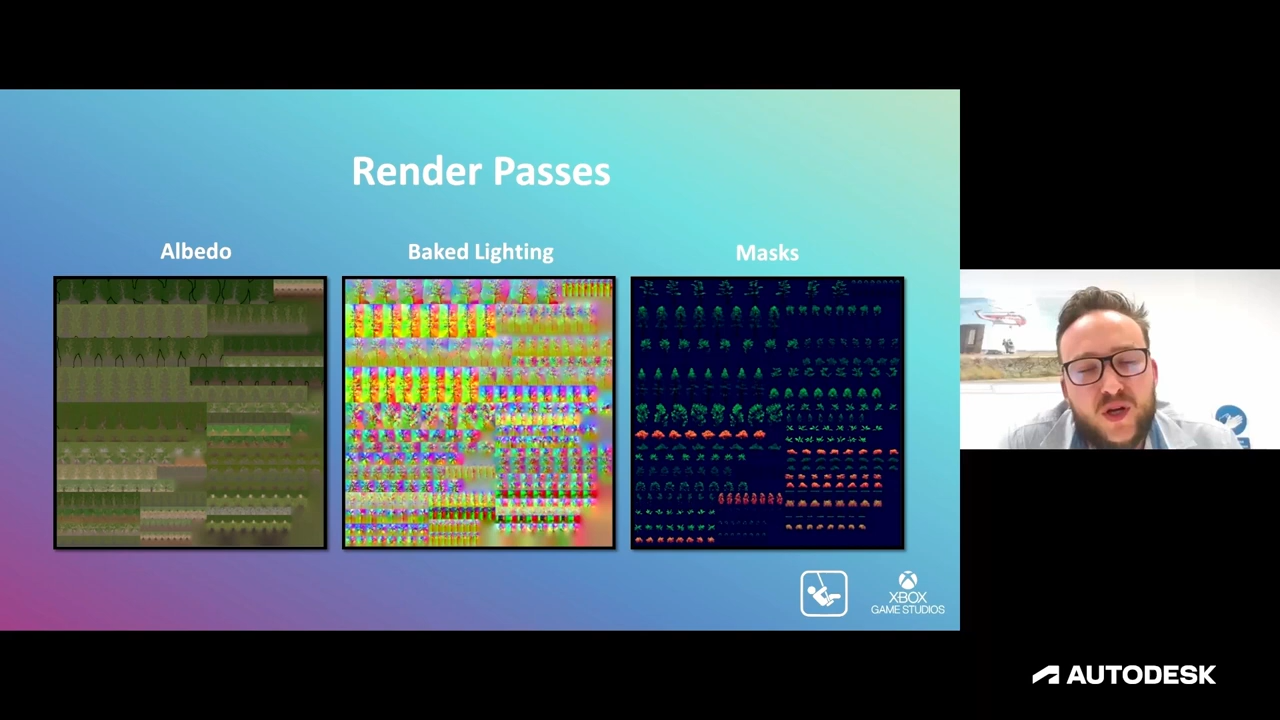 Render Passes
Albedo
Baked Lighting
Masks
XBOX
GAME STUDIOS
AUTODESK